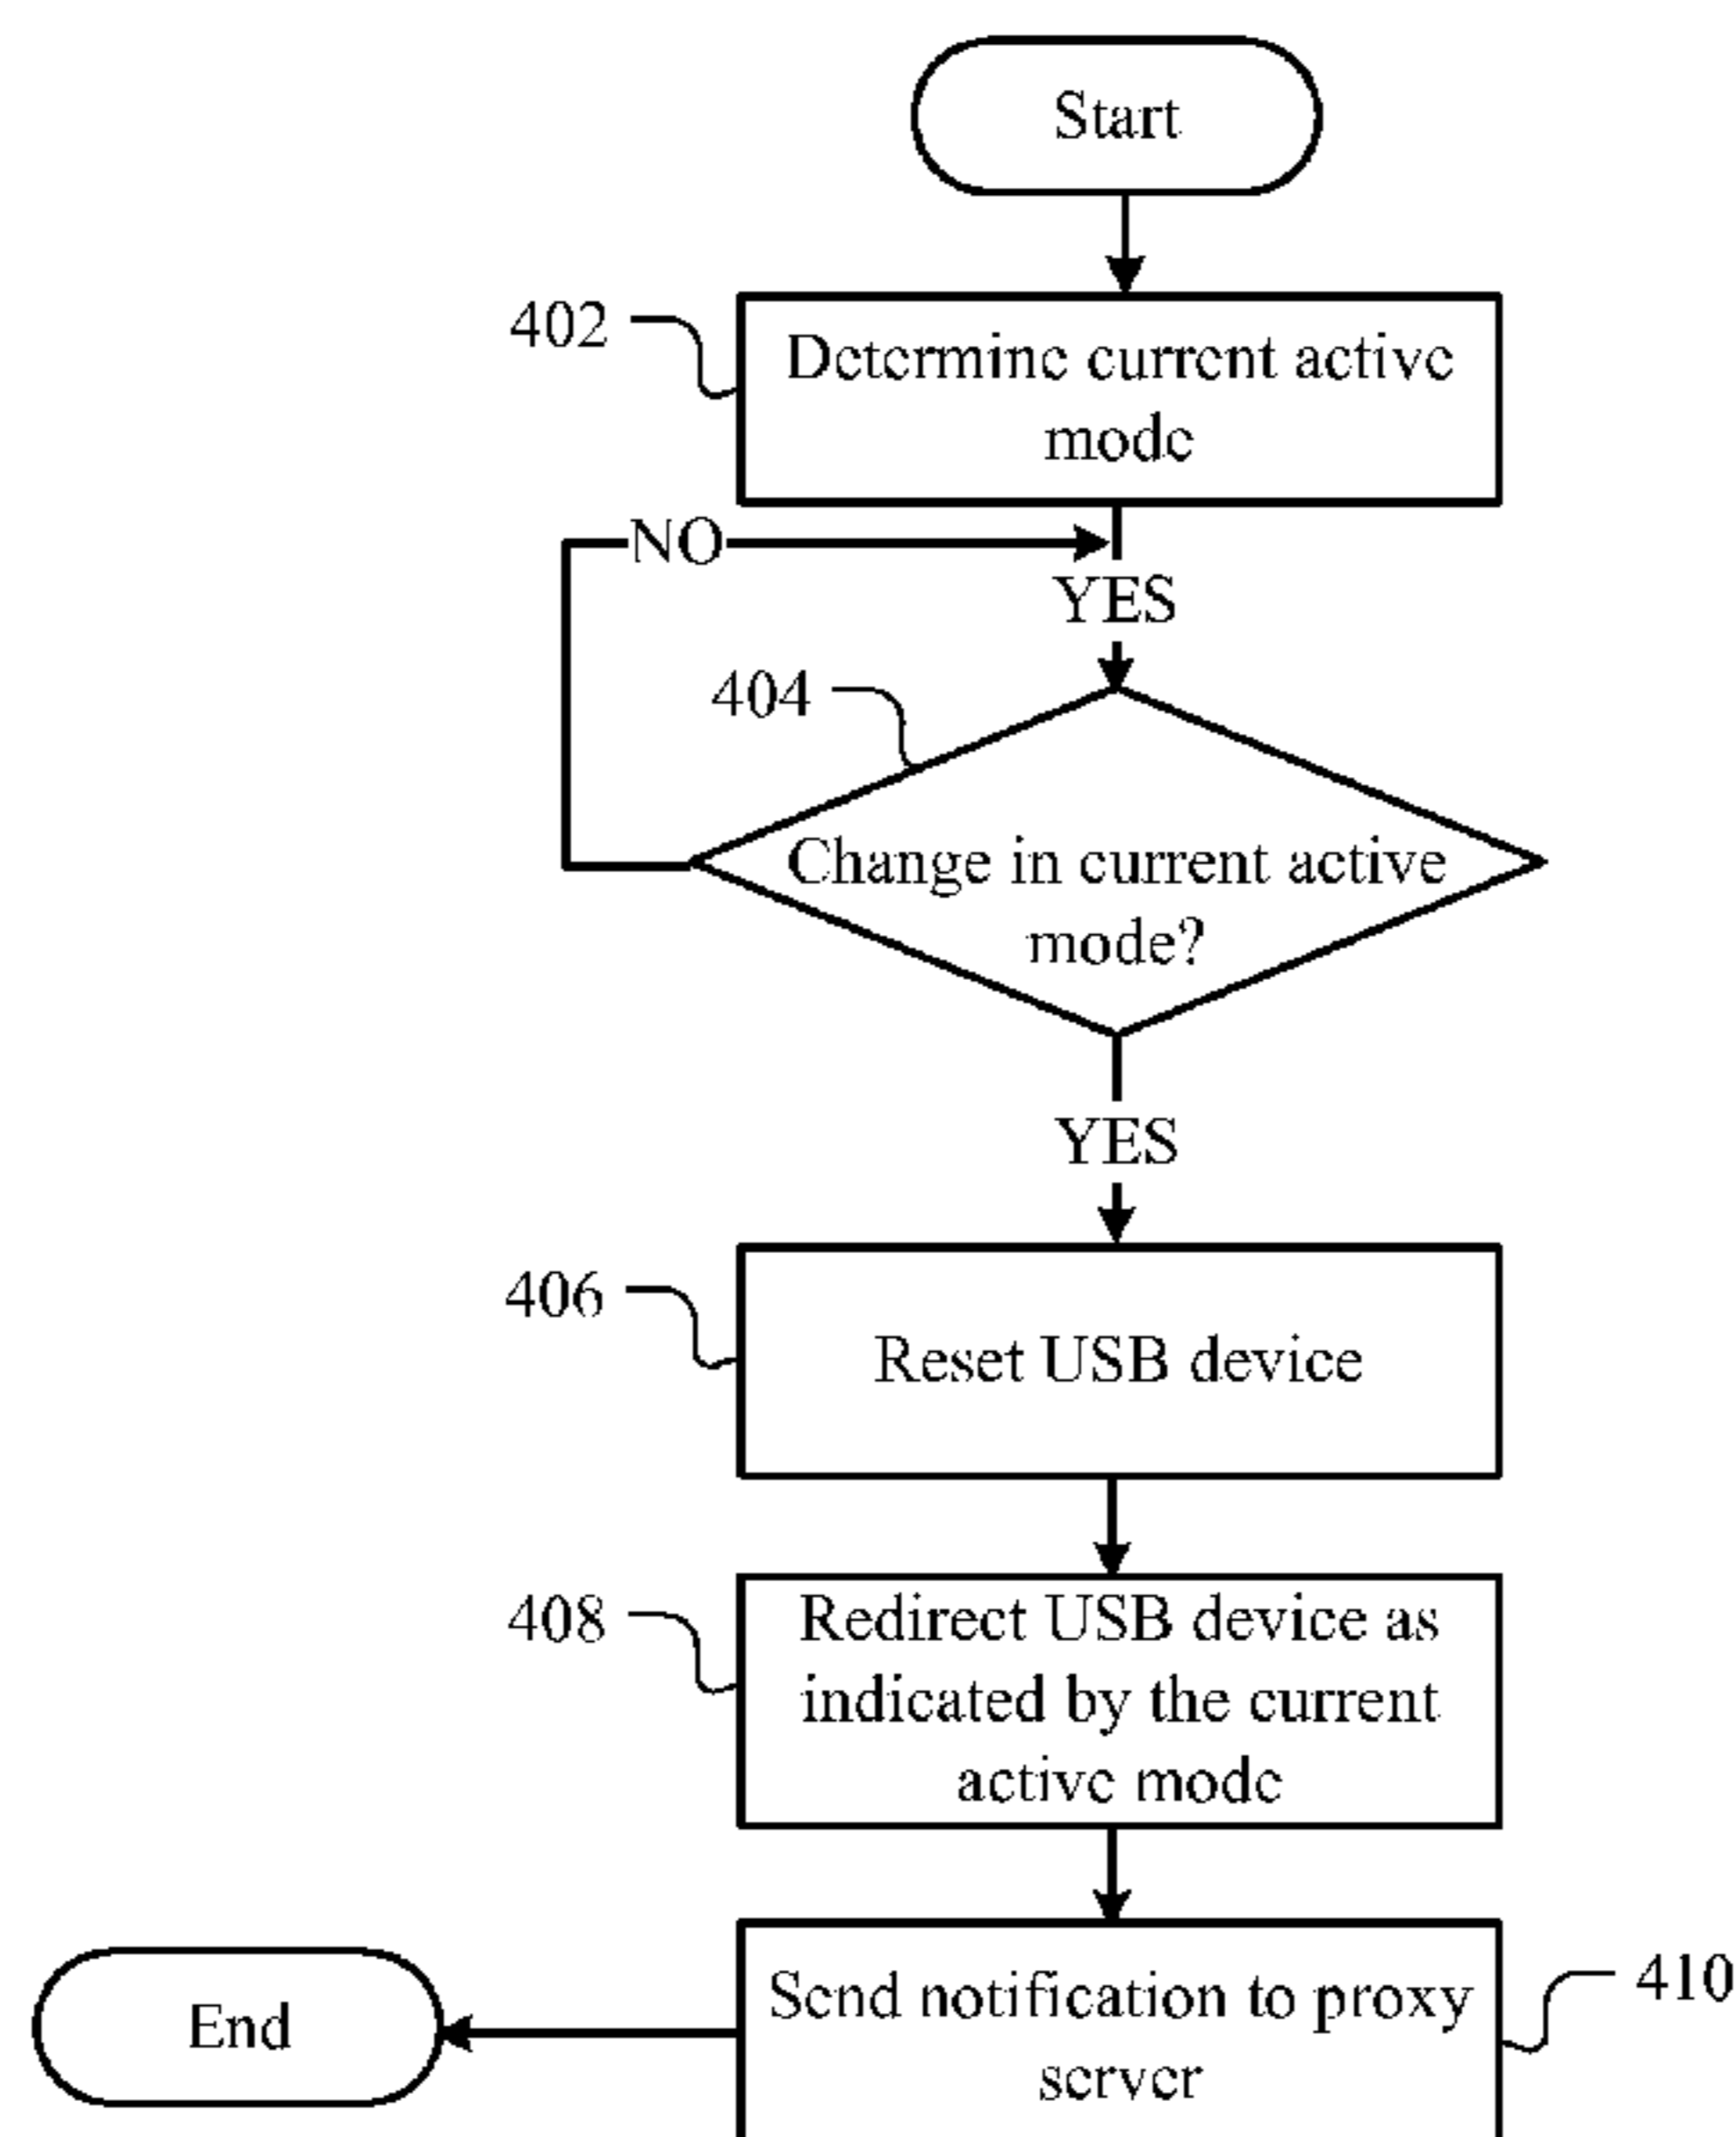 Start
402
Determine current active
mode
NO
YES
404
Change in current active
mode?
YES
406
Reset USB device
408
Redirect USB device as
indicated by the current
active mode
410
Send notification to proxy
server
End